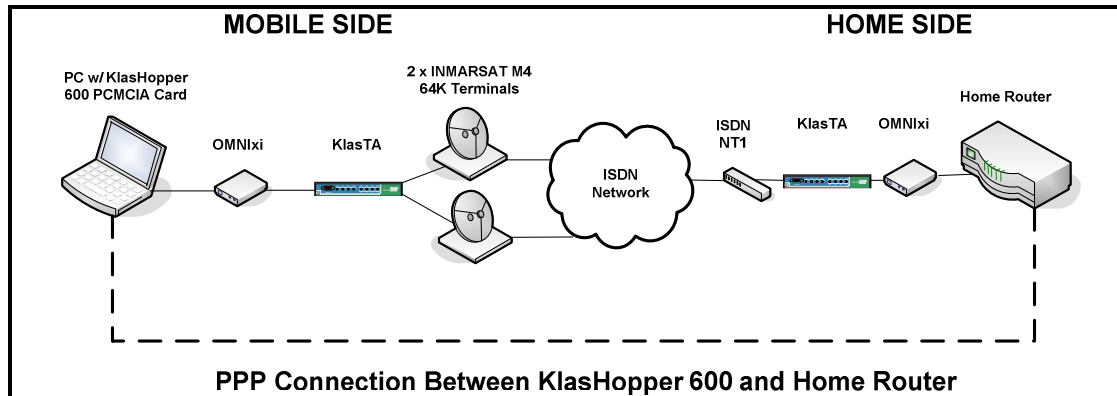 MOBILE SIDE
HOME SIDE
PC w/ KlasHopper
600 PCMCIA Card
OMNIxi
KlasTA
2 x INMARSAT M4
64K Terminals
ISDN
Network
ISDN
NT1
KlasTA
OMNIxi
Home Router
PPP Connection Between KlasHopper 600 and Home Router